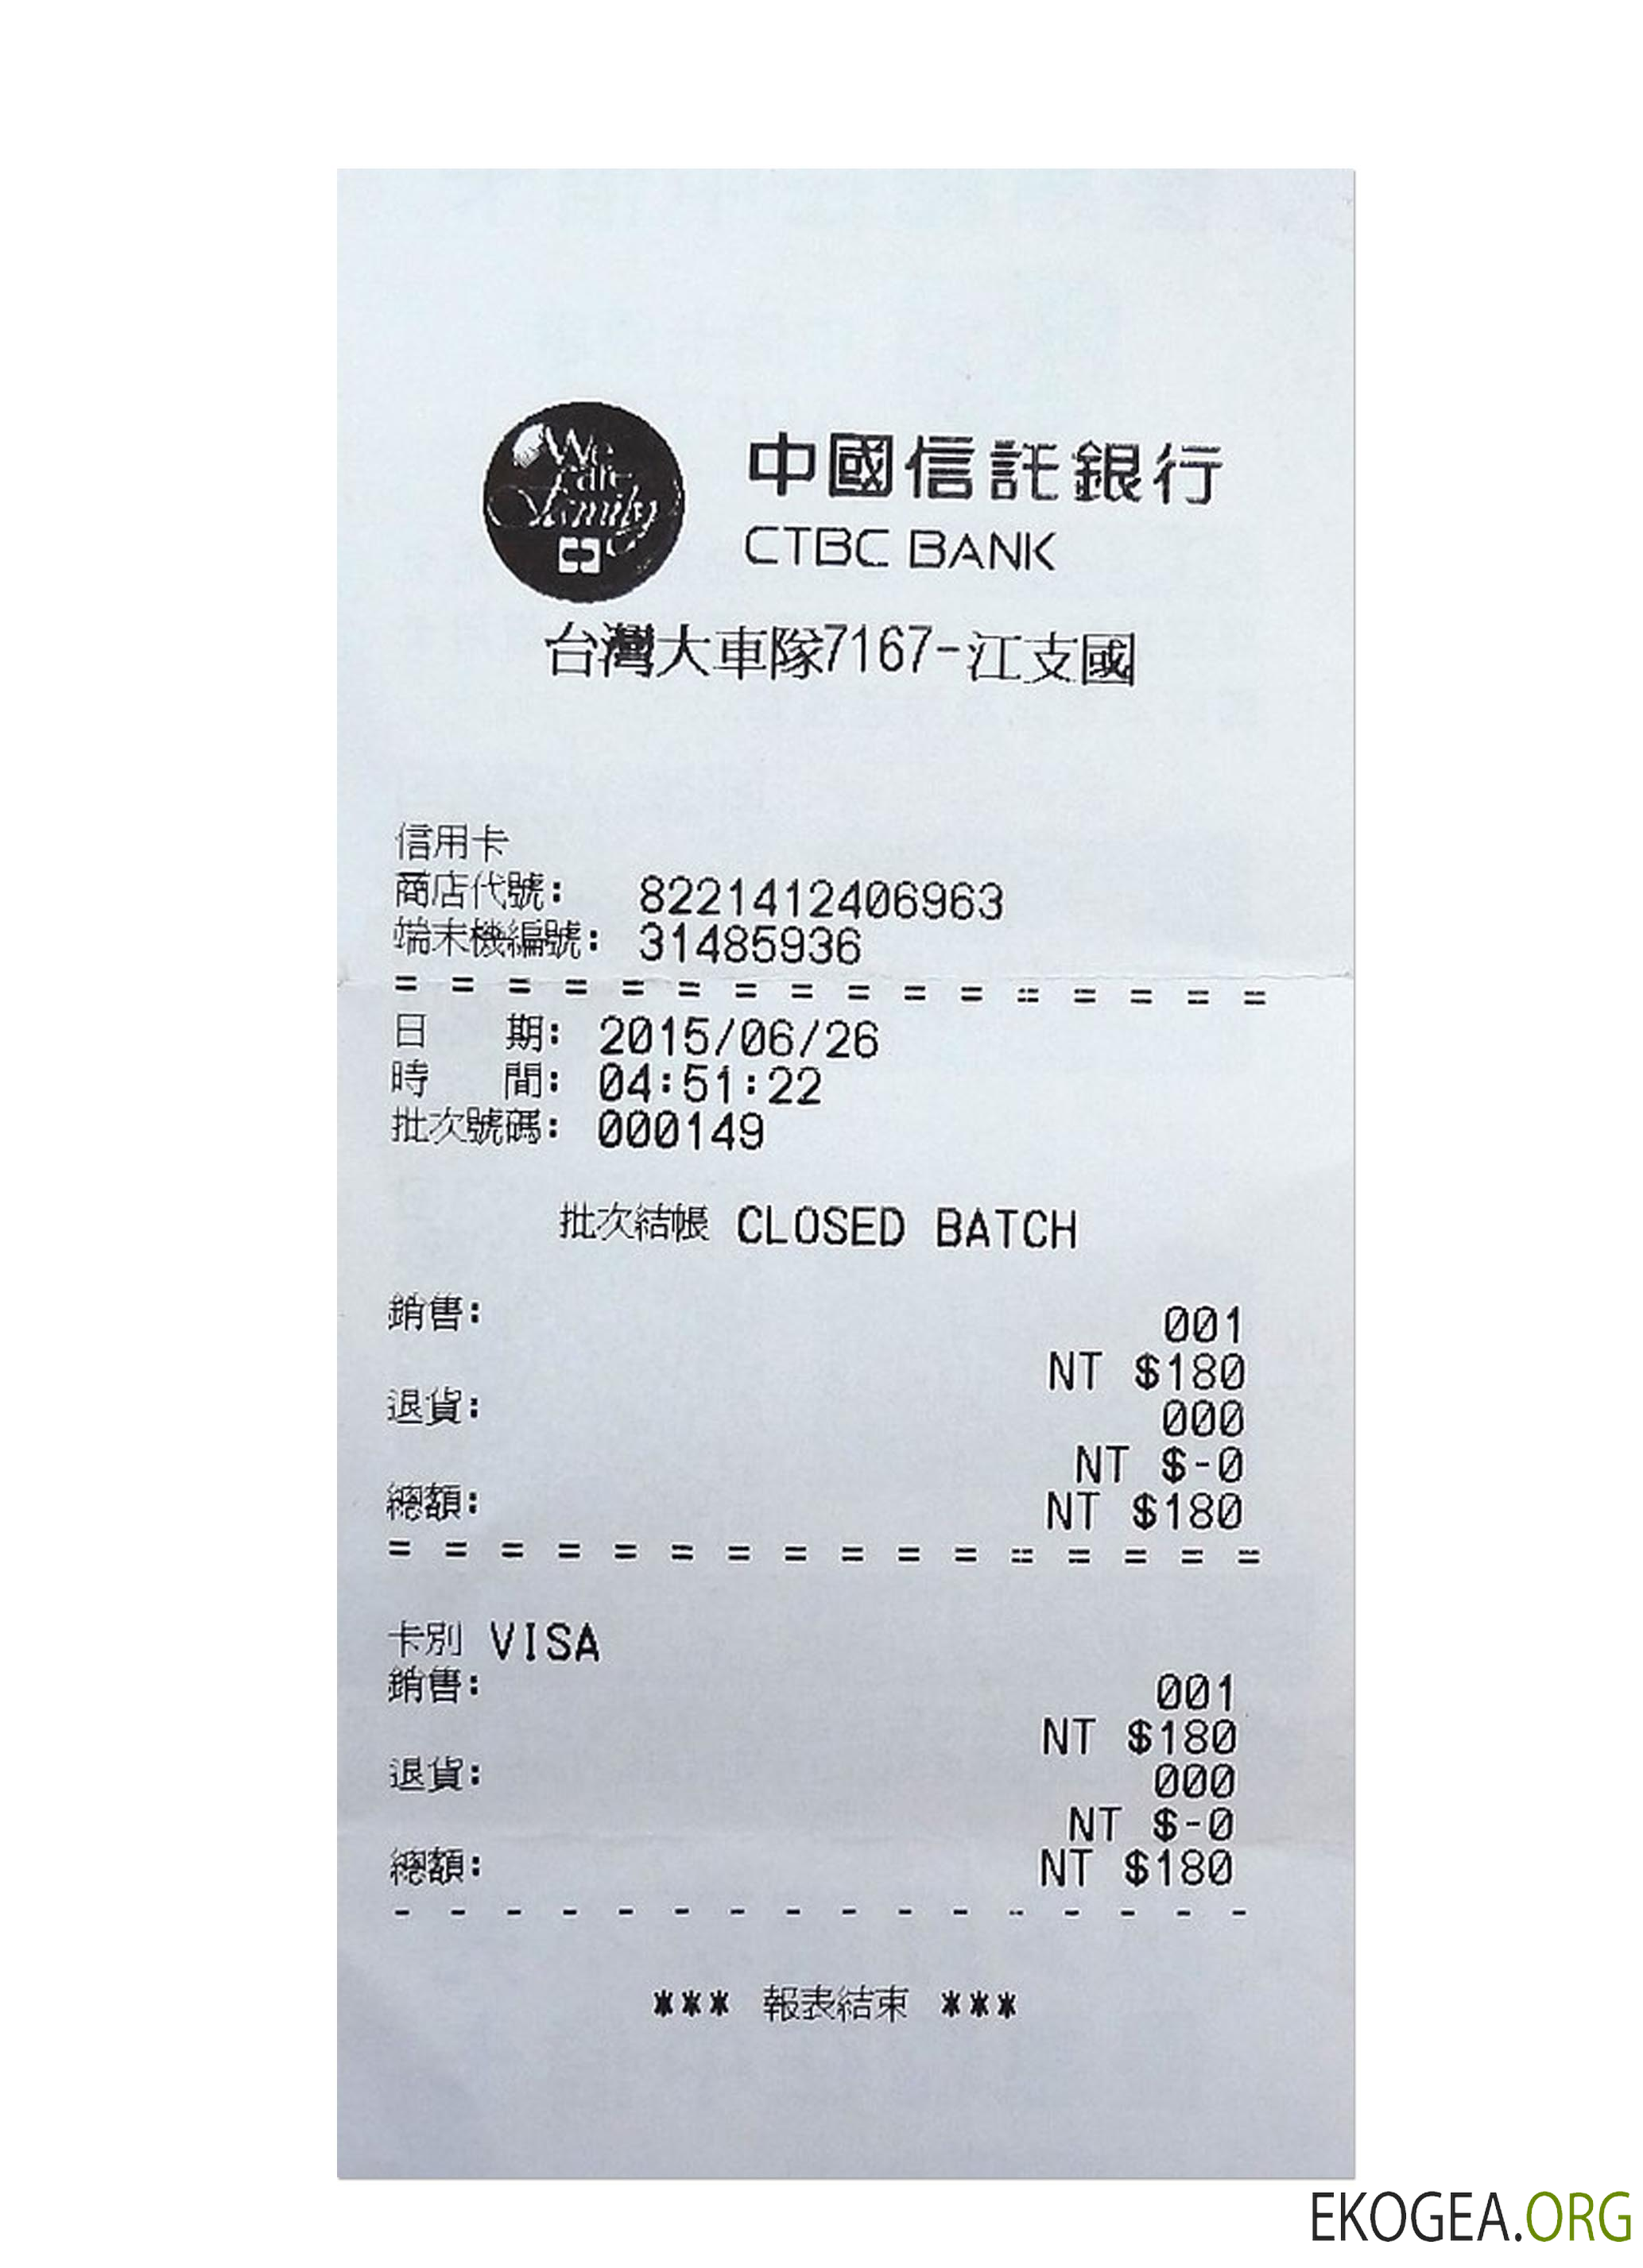 We
are
family
中國信託銀行
CTBC BANK
台灣大車隊7167-江支國
信用卡
商店代號: 8221412406963
端末機編號: 31485936
= = = = = = = = = = = = = = = =
日 期: 2015/06/26
時 間: 04:51:22
批次號碼: 000149
批次結帳 CLOSED BATCH
銷售: 001
NT $180
退貨: 000
NT $-0
總額: NT $180
= = = = = = = = = = = = = = = =
卡別 VISA
銷售: 001
NT $180
退貨: 000
NT $-0
總額: NT $180
- - - - - - - - - - - - - - - -
*** 報表結束 ***
EKOGEA.ORG